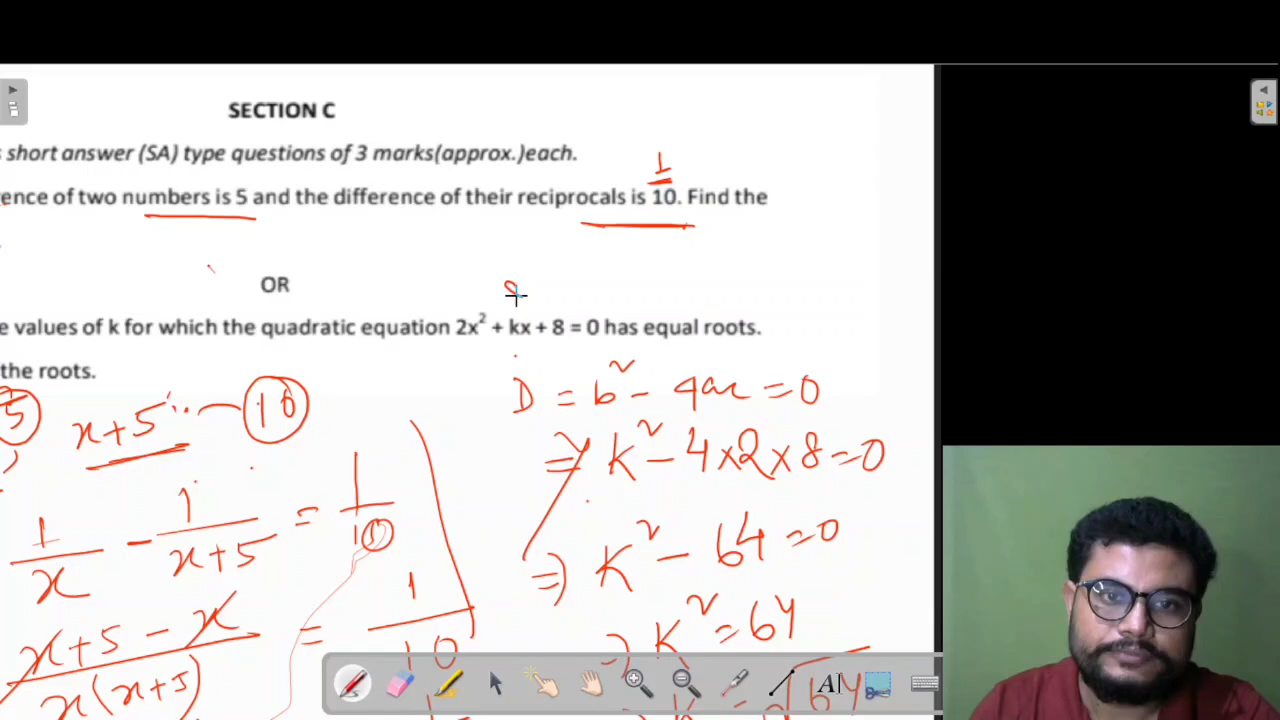 SECTION C
short answer (SA) type questions of 3 marks(approx.)each.
1
ence of two numbers is 5 and the difference of their reciprocals is 10. Find the
OR
8
e values of k for which the quadratic equation 2x² + kx + 8 = 0 has equal roots.
the roots.
5 x+5 10
1/x - 1/(x+5) = 1/10
(x+5-x)/(x(x+5)) = 1/10
D = b² - 4ac = 0
⇒ K² - 4×2×8 = 0
⇒ K² - 64 = 0
⇒ K² = 64
AI